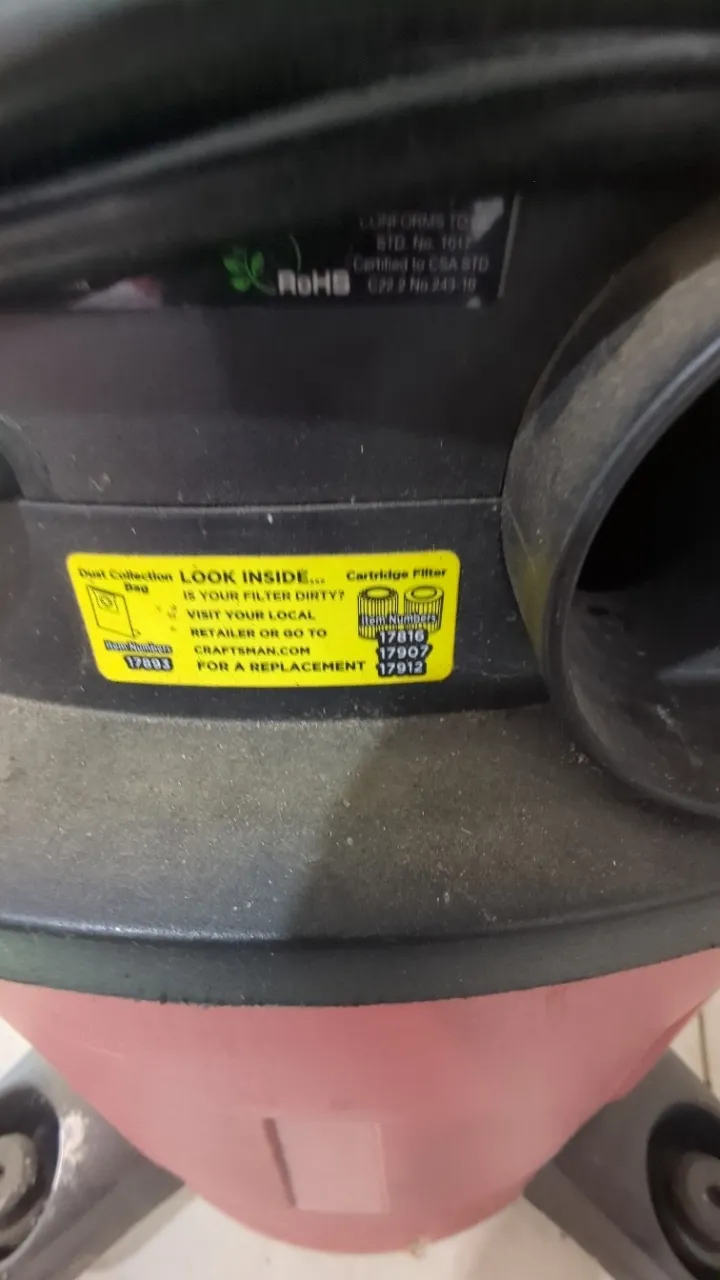 CONFORMS TO
STD. No. 1017
Certified to CSA STD
C22.2 No.243-10
RoHS
Dust Collection
Bag
Item Numbers
17893
LOOK INSIDE...
IS YOUR FILTER DIRTY?
VISIT YOUR LOCAL
RETAILER OR GO TO
CRAFTSMAN.COM
FOR A REPLACEMENT
Cartridge Filter
Item Numbers
17816
17907
17912